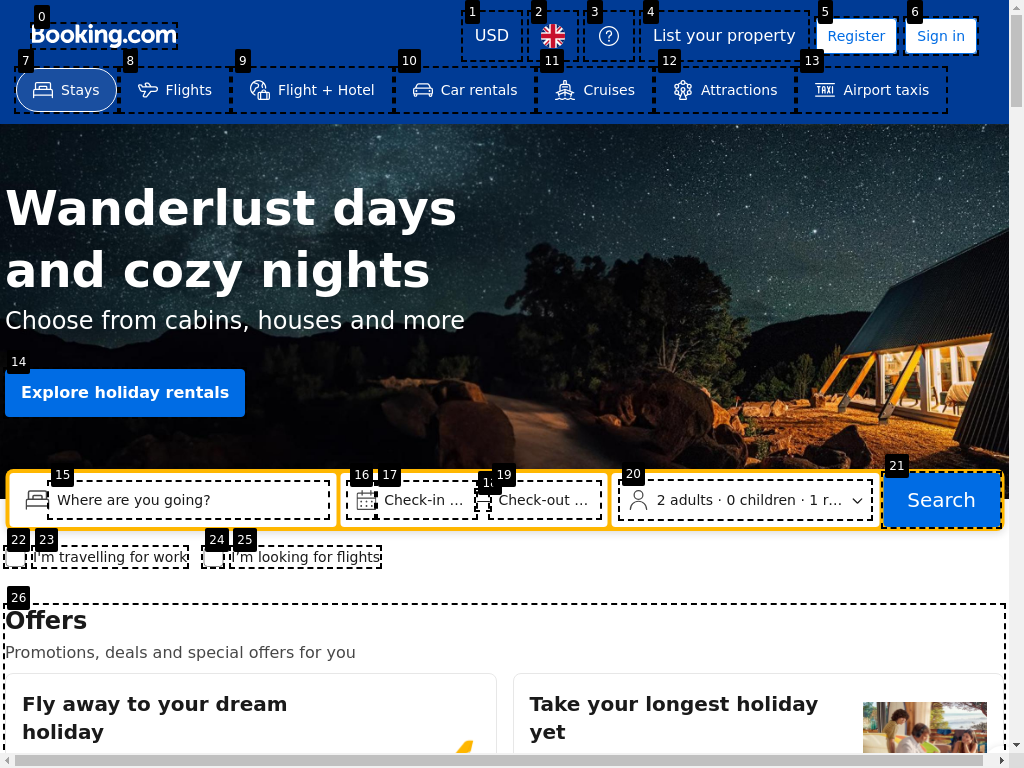 0
Booking.com
1
USD
2
3
4
List your property
5
Register
6
Sign in
7
Stays
8
Flights
9
Flight + Hotel
10
Car rentals
11
Cruises
12
Attractions
13
TAXI
Airport taxis
Wanderlust days
and cozy nights
Choose from cabins, houses and more
14
Explore holiday rentals
15
Where are you going?
16
17
Check-in ...
19
Check-out ...
20
2 adults · 0 children · 1 r...
21
Search
22
23
I'm travelling for work
24
25
I'm looking for flights
26
Offers
Promotions, deals and special offers for you
Fly away to your dream
holiday
Take your longest holiday
yet